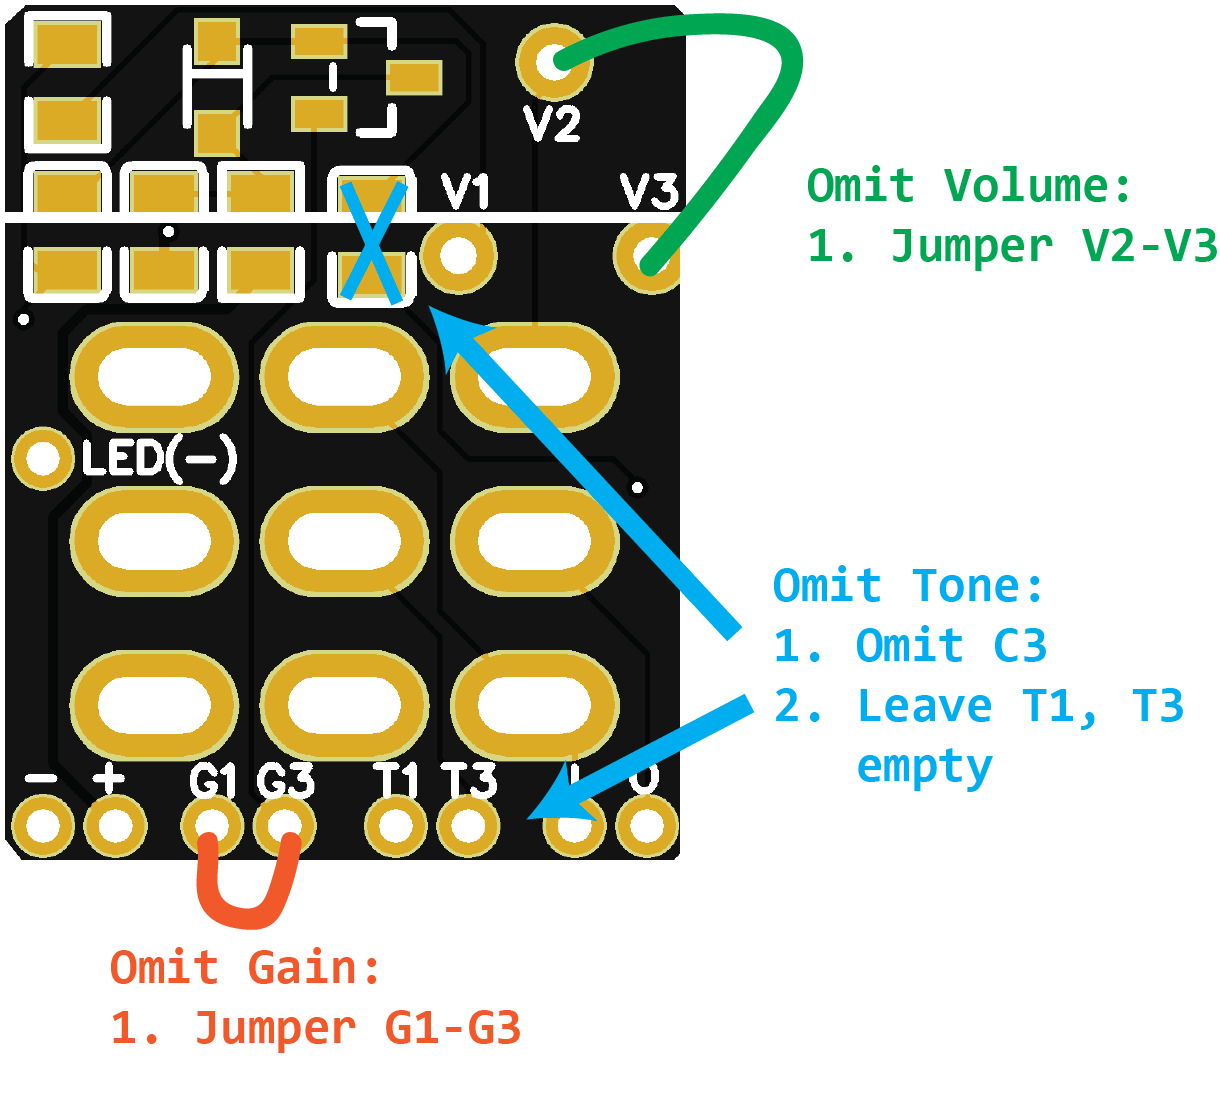 V2
V1
V3
Omit Volume:
1. Jumper V2-V3
LED(-)
Omit Tone:
1. Omit C3
2. Leave T1, T3
empty
- + G1 G3 T1 T3 I O
Omit Gain:
1. Jumper G1-G3